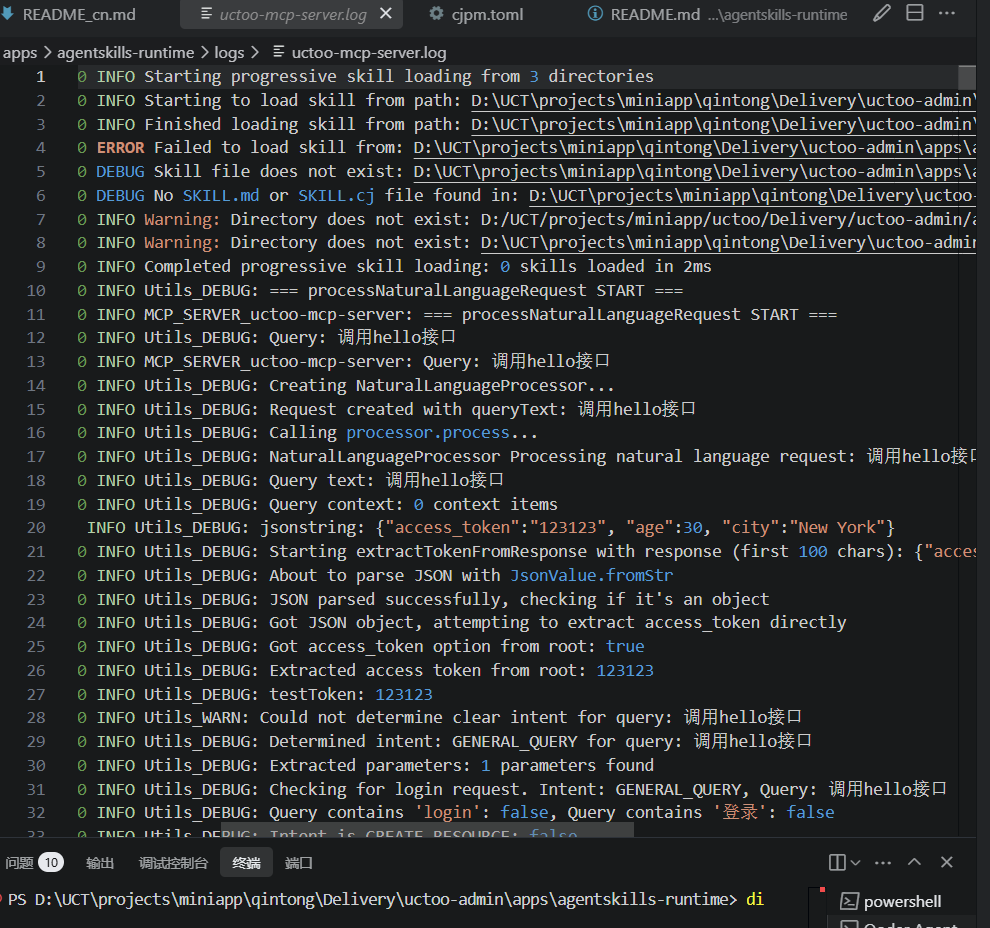 README_cn.md uctoo-mcp-server.log cjpm.toml README.md ...\agentskills-runtime
apps > agentskills-runtime > logs > uctoo-mcp-server.log
1 0 INFO Starting progressive skill loading from 3 directories
2 0 INFO Starting to load skill from path: D:\UCT\projects\miniapp\qintong\Delivery\uctoo-admin\
3 0 INFO Finished loading skill from path: D:\UCT\projects\miniapp\qintong\Delivery\uctoo-admin\
4 0 ERROR Failed to load skill from: D:\UCT\projects\miniapp\qintong\Delivery\uctoo-admin\apps\a
5 0 DEBUG Skill file does not exist: D:\UCT\projects\miniapp\qintong\Delivery\uctoo-admin\apps\a
6 0 DEBUG No SKILL.md or SKILL.cj file found in: D:\UCT\projects\miniapp\qintong\Delivery\uctoo-
7 0 INFO Warning: Directory does not exist: D:/UCT/projects/miniapp/uctoo/Delivery/uctoo-admin/a
8 0 INFO Warning: Directory does not exist: D:\UCT\projects\miniapp\qintong\Delivery\uctoo-admin
9 0 INFO Completed progressive skill loading: 0 skills loaded in 2ms
10 0 INFO Utils_DEBUG: === processNaturalLanguageRequest START ===
11 0 INFO MCP_SERVER_uctoo-mcp-server: === processNaturalLanguageRequest START ===
12 0 INFO Utils_DEBUG: Query: 调用hello接口
13 0 INFO MCP_SERVER_uctoo-mcp-server: Query: 调用hello接口
14 0 INFO Utils_DEBUG: Creating NaturalLanguageProcessor...
15 0 INFO Utils_DEBUG: Request created with queryText: 调用hello接口
16 0 INFO Utils_DEBUG: Calling processor.process...
17 0 INFO Utils_DEBUG: NaturalLanguageProcessor Processing natural language request: 调用hello接口
18 0 INFO Utils_DEBUG: Query text: 调用hello接口
19 0 INFO Utils_DEBUG: Query context: 0 context items
20 INFO Utils_DEBUG: jsonstring: {"access_token":"123123", "age":30, "city":"New York"}
21 0 INFO Utils_DEBUG: Starting extractTokenFromResponse with response (first 100 chars): {"acces
22 0 INFO Utils_DEBUG: About to parse JSON with JsonValue.fromStr
23 0 INFO Utils_DEBUG: JSON parsed successfully, checking if it's an object
24 0 INFO Utils_DEBUG: Got JSON object, attempting to extract access_token directly
25 0 INFO Utils_DEBUG: Got access_token option from root: true
26 0 INFO Utils_DEBUG: Extracted access token from root: 123123
27 0 INFO Utils_DEBUG: testToken: 123123
28 0 INFO Utils_WARN: Could not determine clear intent for query: 调用hello接口
29 0 INFO Utils_DEBUG: Determined intent: GENERAL_QUERY for query: 调用hello接口
30 0 INFO Utils_DEBUG: Extracted parameters: 1 parameters found
31 0 INFO Utils_DEBUG: Checking for login request. Intent: GENERAL_QUERY, Query: 调用hello接口
32 0 INFO Utils_DEBUG: Query contains 'login': false, Query contains '登录': false
33 0 INFO Utils_DEBUG: Intent is CREATE_RESOURCE: false
问题 10 输出 调试控制台 终端 端口
PS D:\UCT\projects\miniapp\qintong\Delivery\uctoo-admin\apps\agentskills-runtime> di
powershell
Qoder Agent